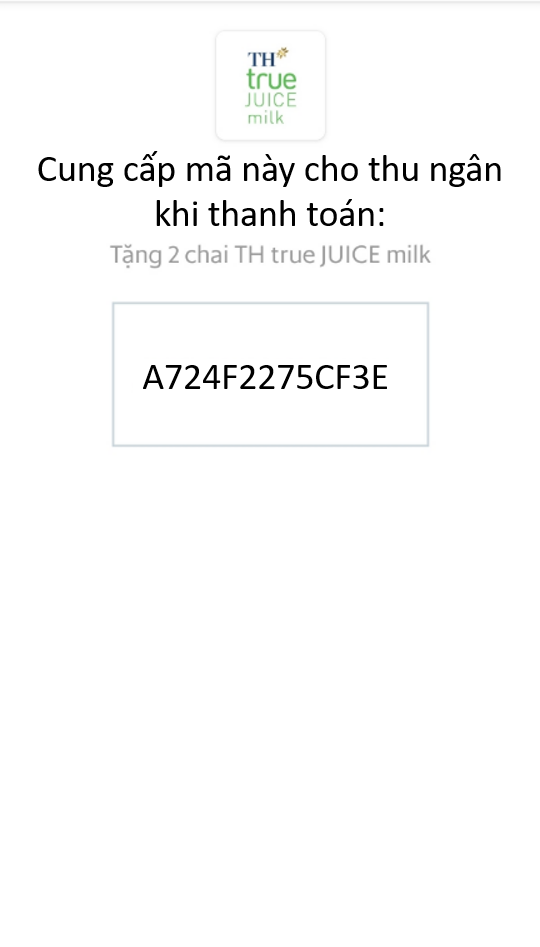 TH
true
JUICE
milk
Cung cấp mã này cho thu ngân
khi thanh toán:
Tặng 2 chai TH true JUICE milk
A724F2275CF3E